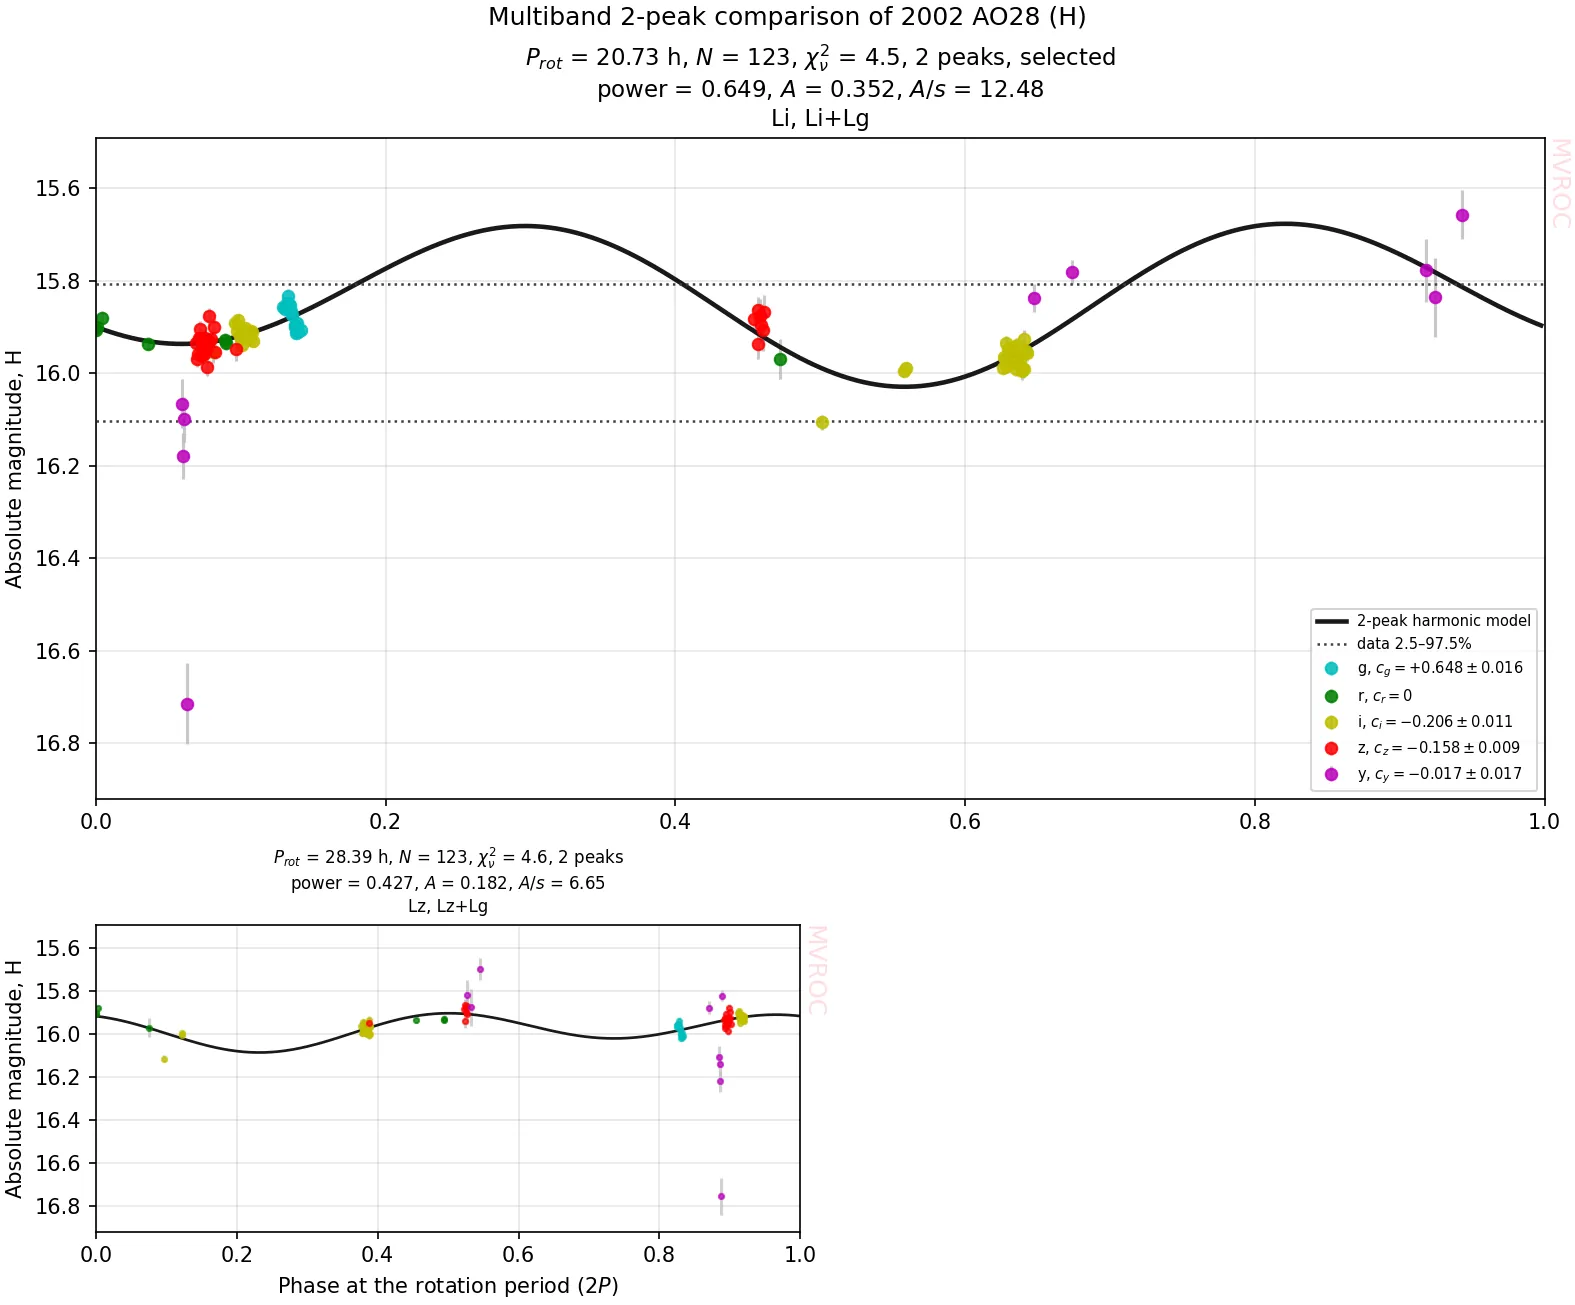 Multiband 2-peak comparison of 2002 AO28 (H)
P_rot = 20.73 h, N = 123, χ²_ν = 4.5, 2 peaks, selected
power = 0.649, A = 0.352, A/s = 12.48
Li, Li+Lg
MVROC
Absolute magnitude, H
15.6
15.8
16.0
16.2
16.4
16.6
16.8
2-peak harmonic model
data 2.5–97.5%
g, c_g = +0.648 ± 0.016
r, c_r = 0
i, c_i = −0.206 ± 0.011
z, c_z = −0.158 ± 0.009
y, c_y = −0.017 ± 0.017
0.0 0.2 0.4 0.6 0.8 1.0
P_rot = 28.39 h, N = 123, χ²_ν = 4.6, 2 peaks
power = 0.427, A = 0.182, A/s = 6.65
Lz, Lz+Lg
MVROC
Absolute magnitude, H
15.6
15.8
16.0
16.2
16.4
16.6
16.8
0.0 0.2 0.4 0.6 0.8 1.0
Phase at the rotation period (2P)